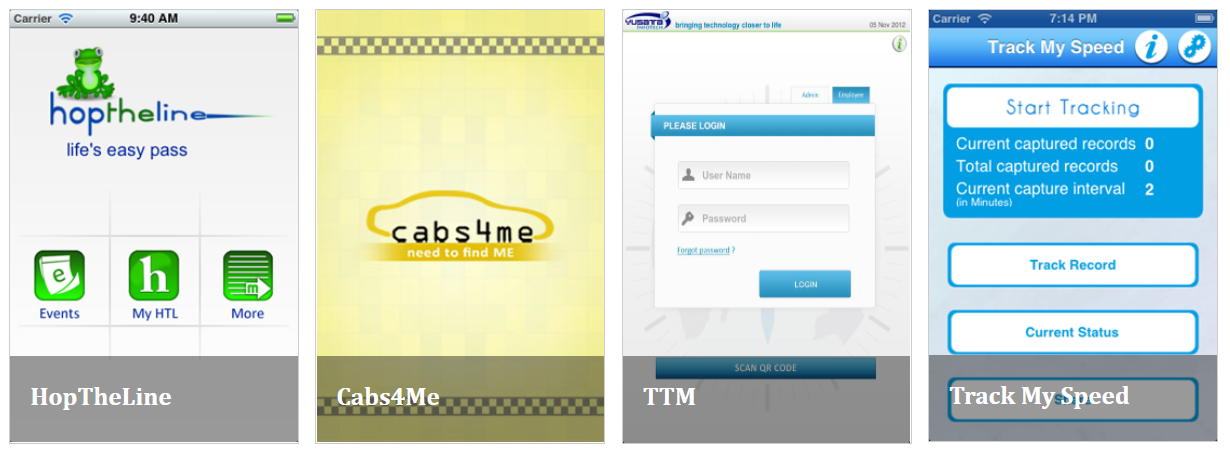 Carrier 9:40 AM
hoptheline
life's easy pass
e
h
m
Events My HTL More
HopTheLine
cabs4me
need to find ME
Cabs4Me
YUSATA
INFOTECH
bringing technology closer to life
05 Nov 2012
i
Admin Employee
PLEASE LOGIN
User Name
Password
Forgot password ?
LOGIN
SCAN QR CODE
TTM
Carrier 7:14 PM
Track My Speed i
Start Tracking
Current captured records 0
Total captured records 0
Current capture interval 2
(in Minutes)
Track Record
Current Status
Track My Speed